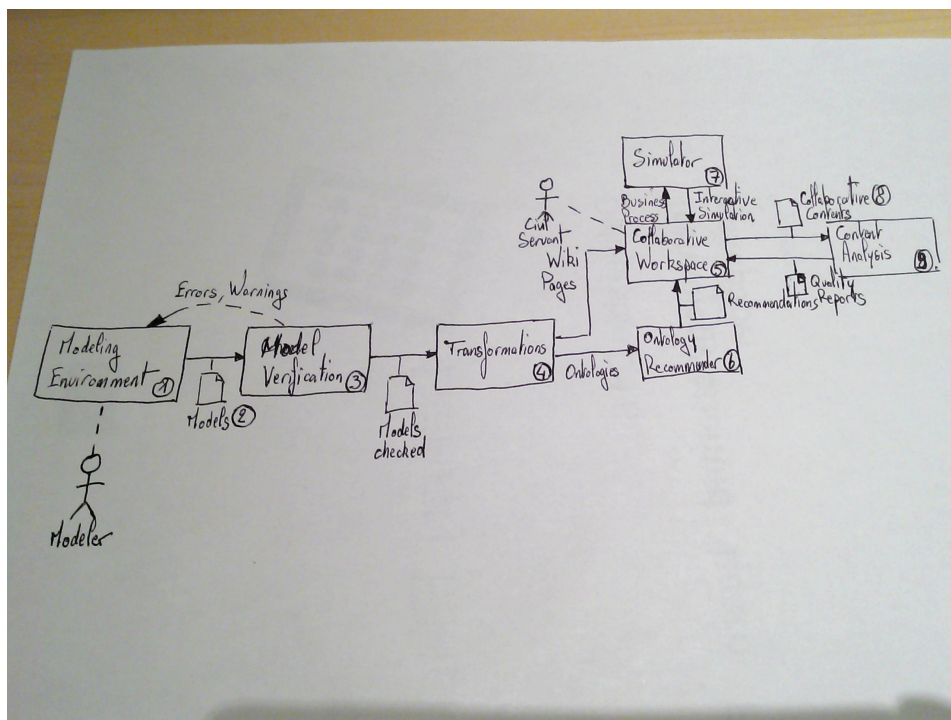 Simulator
7
Business
Process
Interactive
Simulation
Collaborative 8
Contents
Civil
Servant
Collaborative
Workspace 5
Content
Analysis
9
Wiki
Pages
Quality
Reports
Recommendations
Errors, Warnings
Modeling
Environment 1
Model
Verification 3
Transformations
4
Ontology
Recommender 6
Ontologies
Models 2
Models
checked
Modeler